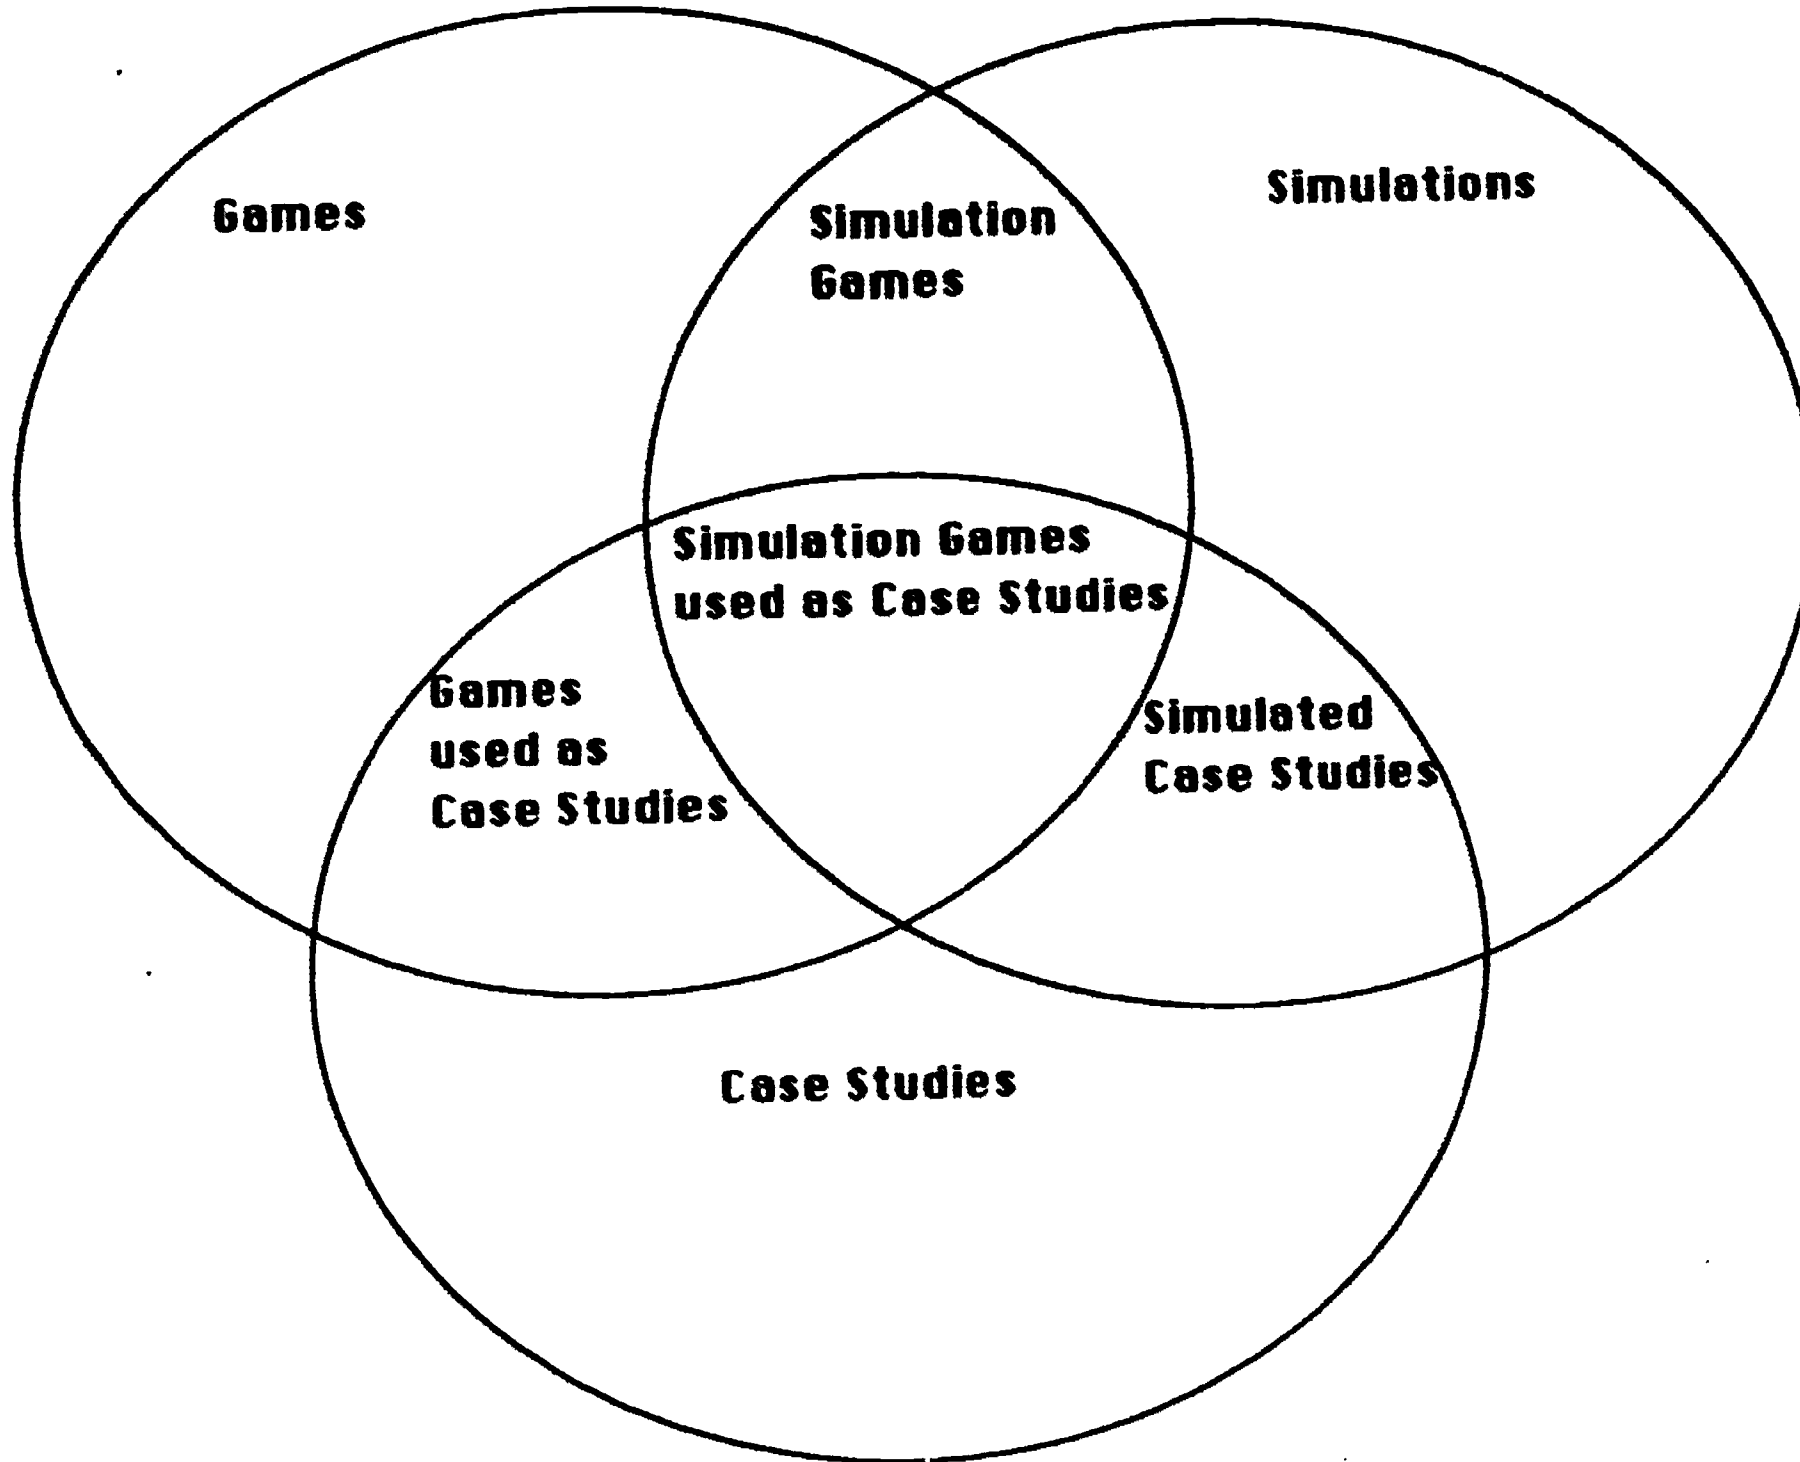 Games
Simulation
Games
Simulations
Simulation Games
used as Case Studies
Games
used as
Case Studies
Simulated
Case Studies
Case Studies